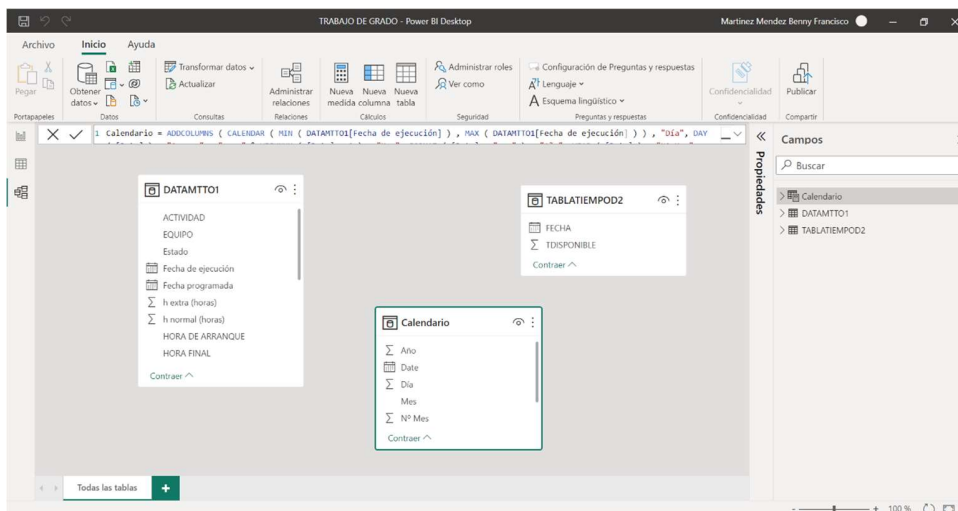 TRABAJO DE GRADO - Power BI Desktop
Martinez Mendez Benny Francisco
Archivo Inicio Ayuda
Pegar
Obtener datos
Transformar datos
Actualizar
Administrar relaciones
Nueva medida
Nueva columna
Nueva tabla
Administrar roles
Ver como
Configuración de Preguntas y respuestas
Lenguaje
Esquema lingüístico
Confidencialidad
Publicar
Portapapeles Datos Consultas Relaciones Cálculos Seguridad Preguntas y respuestas Confidencialidad Compartir
1 Calendario = ADDCOLUMNS ( CALENDAR ( MIN ( DATAMTTO1[Fecha de ejecución] ) , MAX ( DATAMTTO1[Fecha de ejecución] ) ) , "Día", DAY
Propiedades
Campos
Buscar
Calendario
DATAMTTO1
TABLATIEMPOD2
DATAMTTO1
ACTIVIDAD
EQUIPO
Estado
Fecha de ejecución
Fecha programada
h extra (horas)
h normal (horas)
HORA DE ARRANQUE
HORA FINAL
Contraer
TABLATIEMPOD2
FECHA
TDISPONIBLE
Contraer
Calendario
Año
Date
Día
Mes
Nº Mes
Contraer
Todas las tablas
100 %